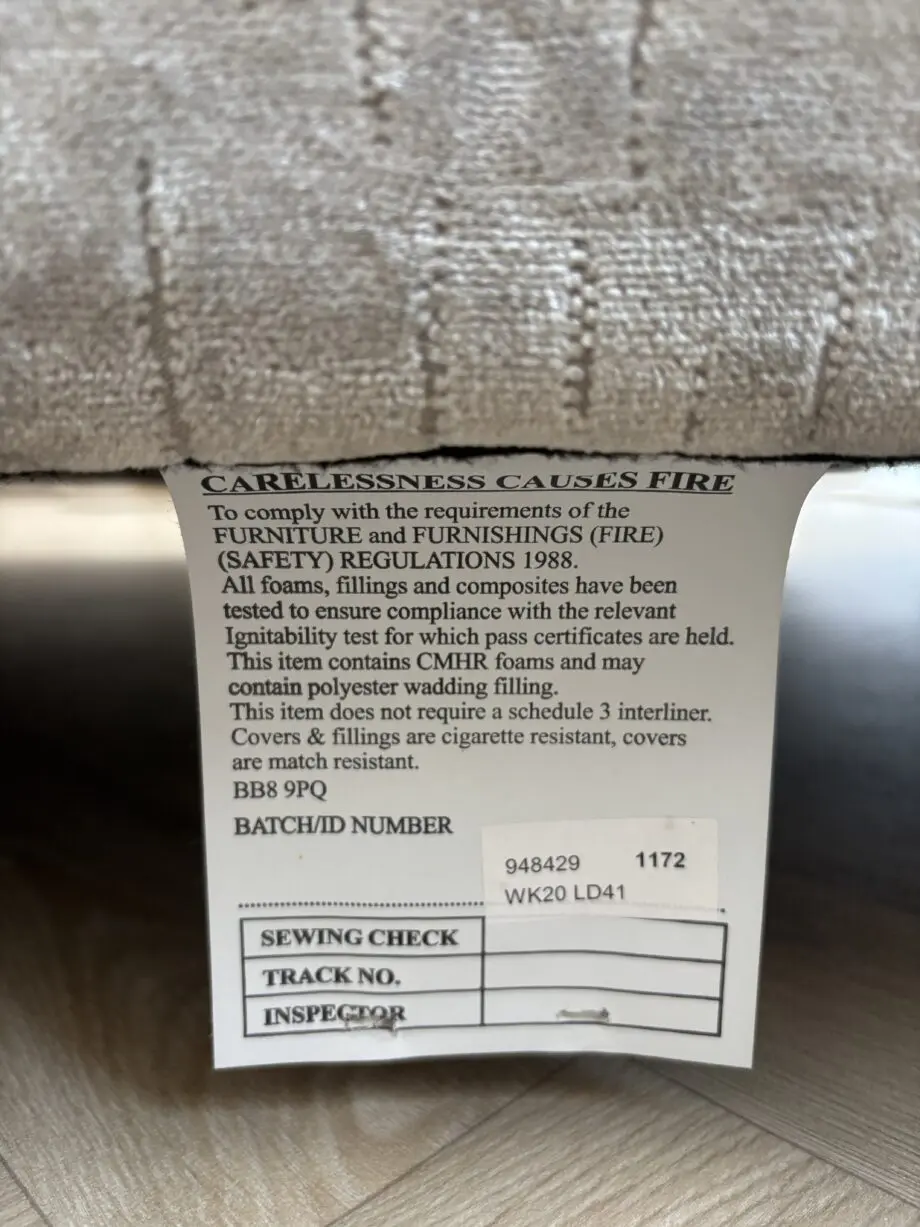 CARELESSNESS CAUSES FIRE
To comply with the requirements of the
FURNITURE and FURNISHINGS (FIRE)
(SAFETY) REGULATIONS 1988.
All foams, fillings and composites have been
tested to ensure compliance with the relevant
Ignitability test for which pass certificates are held.
This item contains CMHR foams and may
contain polyester wadding filling.
This item does not require a schedule 3 interliner.
Covers & fillings are cigarette resistant, covers
are match resistant.
BB8 9PQ
BATCH/ID NUMBER
948429 1172
WK20 LD41
SEWING CHECK
TRACK NO.
INSPECTOR